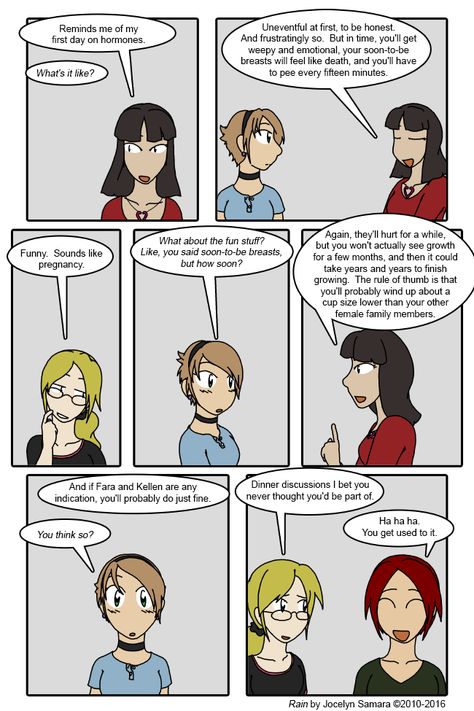 Reminds me of my
first day on hormones.
What's it like?
Uneventful at first, to be honest.
And frustratingly so.  But in time, you'll get
weepy and emotional, your soon-to-be
breasts will feel like death, and you'll have
to pee every fifteen minutes.
Funny.  Sounds like
pregnancy.
What about the fun stuff?
Like, you said soon-to-be breasts,
but how soon?
Again, they'll hurt for a while,
but you won't actually see growth
for a few months, and then it could
take years and years to finish
growing.  The rule of thumb is that
you'll probably wind up about a
cup size lower than your other
female family members.
And if Fara and Kellen are any
indication, you'll probably do just fine.
You think so?
Dinner discussions I bet you
never thought you'd be part of.
Ha ha ha.
You get used to it.
Rain by Jocelyn Samara ©2010-2016